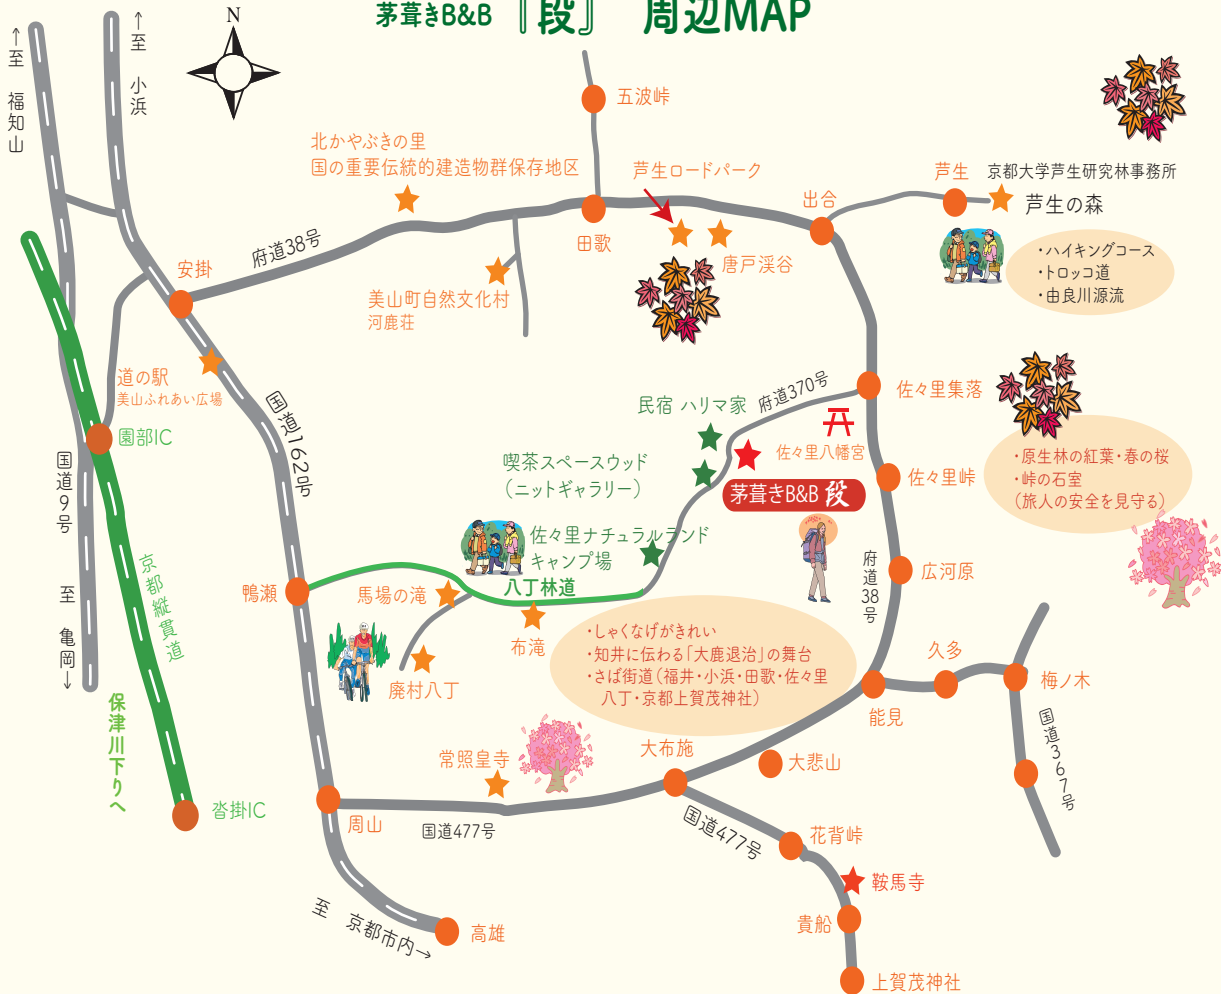 茅葺きB&B 『段』 周辺MAP
N
←至 福知山
←至 小浜
五波峠
北かやぶきの里
国の重要伝統的建造物群保存地区
芦生ロードパーク
出合
芦生
京都大学芦生研究林事務所
芦生の森
・ハイキングコース
・トロッコ道
・由良川源流
府道38号
安掛
田歌
唐戸渓谷
美山町自然文化村
河鹿荘
道の駅
美山ふれあい広場
園部IC
国道9号
国道162号
民宿 ハリマ家
府道370号
佐々里集落
佐々里八幡宮
喫茶スペースウッド
（ニットギャラリー）
茅葺きB&B 段
佐々里峠
・原生林の紅葉・春の桜
・峠の石室
（旅人の安全を見守る）
佐々里ナチュラルランド
キャンプ場
八丁林道
京都縦貫道
至 亀岡→
鴨瀬
馬場の滝
布滝
廃村八丁
府道38号
広河原
・しゃくなげがきれい
・知井に伝わる「大鹿退治」の舞台
・さば街道（福井・小浜・田歌・佐々里
八丁・京都上賀茂神社）
久多
梅ノ木
能見
国道367号
保津川下りへ
常照皇寺
大布施
大悲山
沓掛IC
周山
国道477号
国道477号
花背峠
鞍馬寺
貴船
至 京都市内→
高雄
上賀茂神社